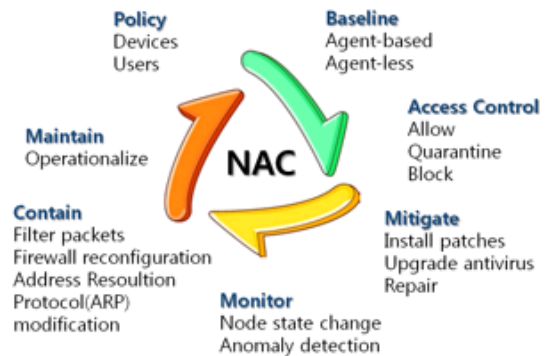 Policy
Devices
Users
Baseline
Agent-based
Agent-less
Access Control
Allow
Quarantine
Block
Mitigate
Install patches
Upgrade antivirus
Repair
Monitor
Node state change
Anomaly detection
Contain
Filter packets
Firewall reconfiguration
Address Resoultion
Protocol(ARP)
modification
Maintain
Operationalize
NAC